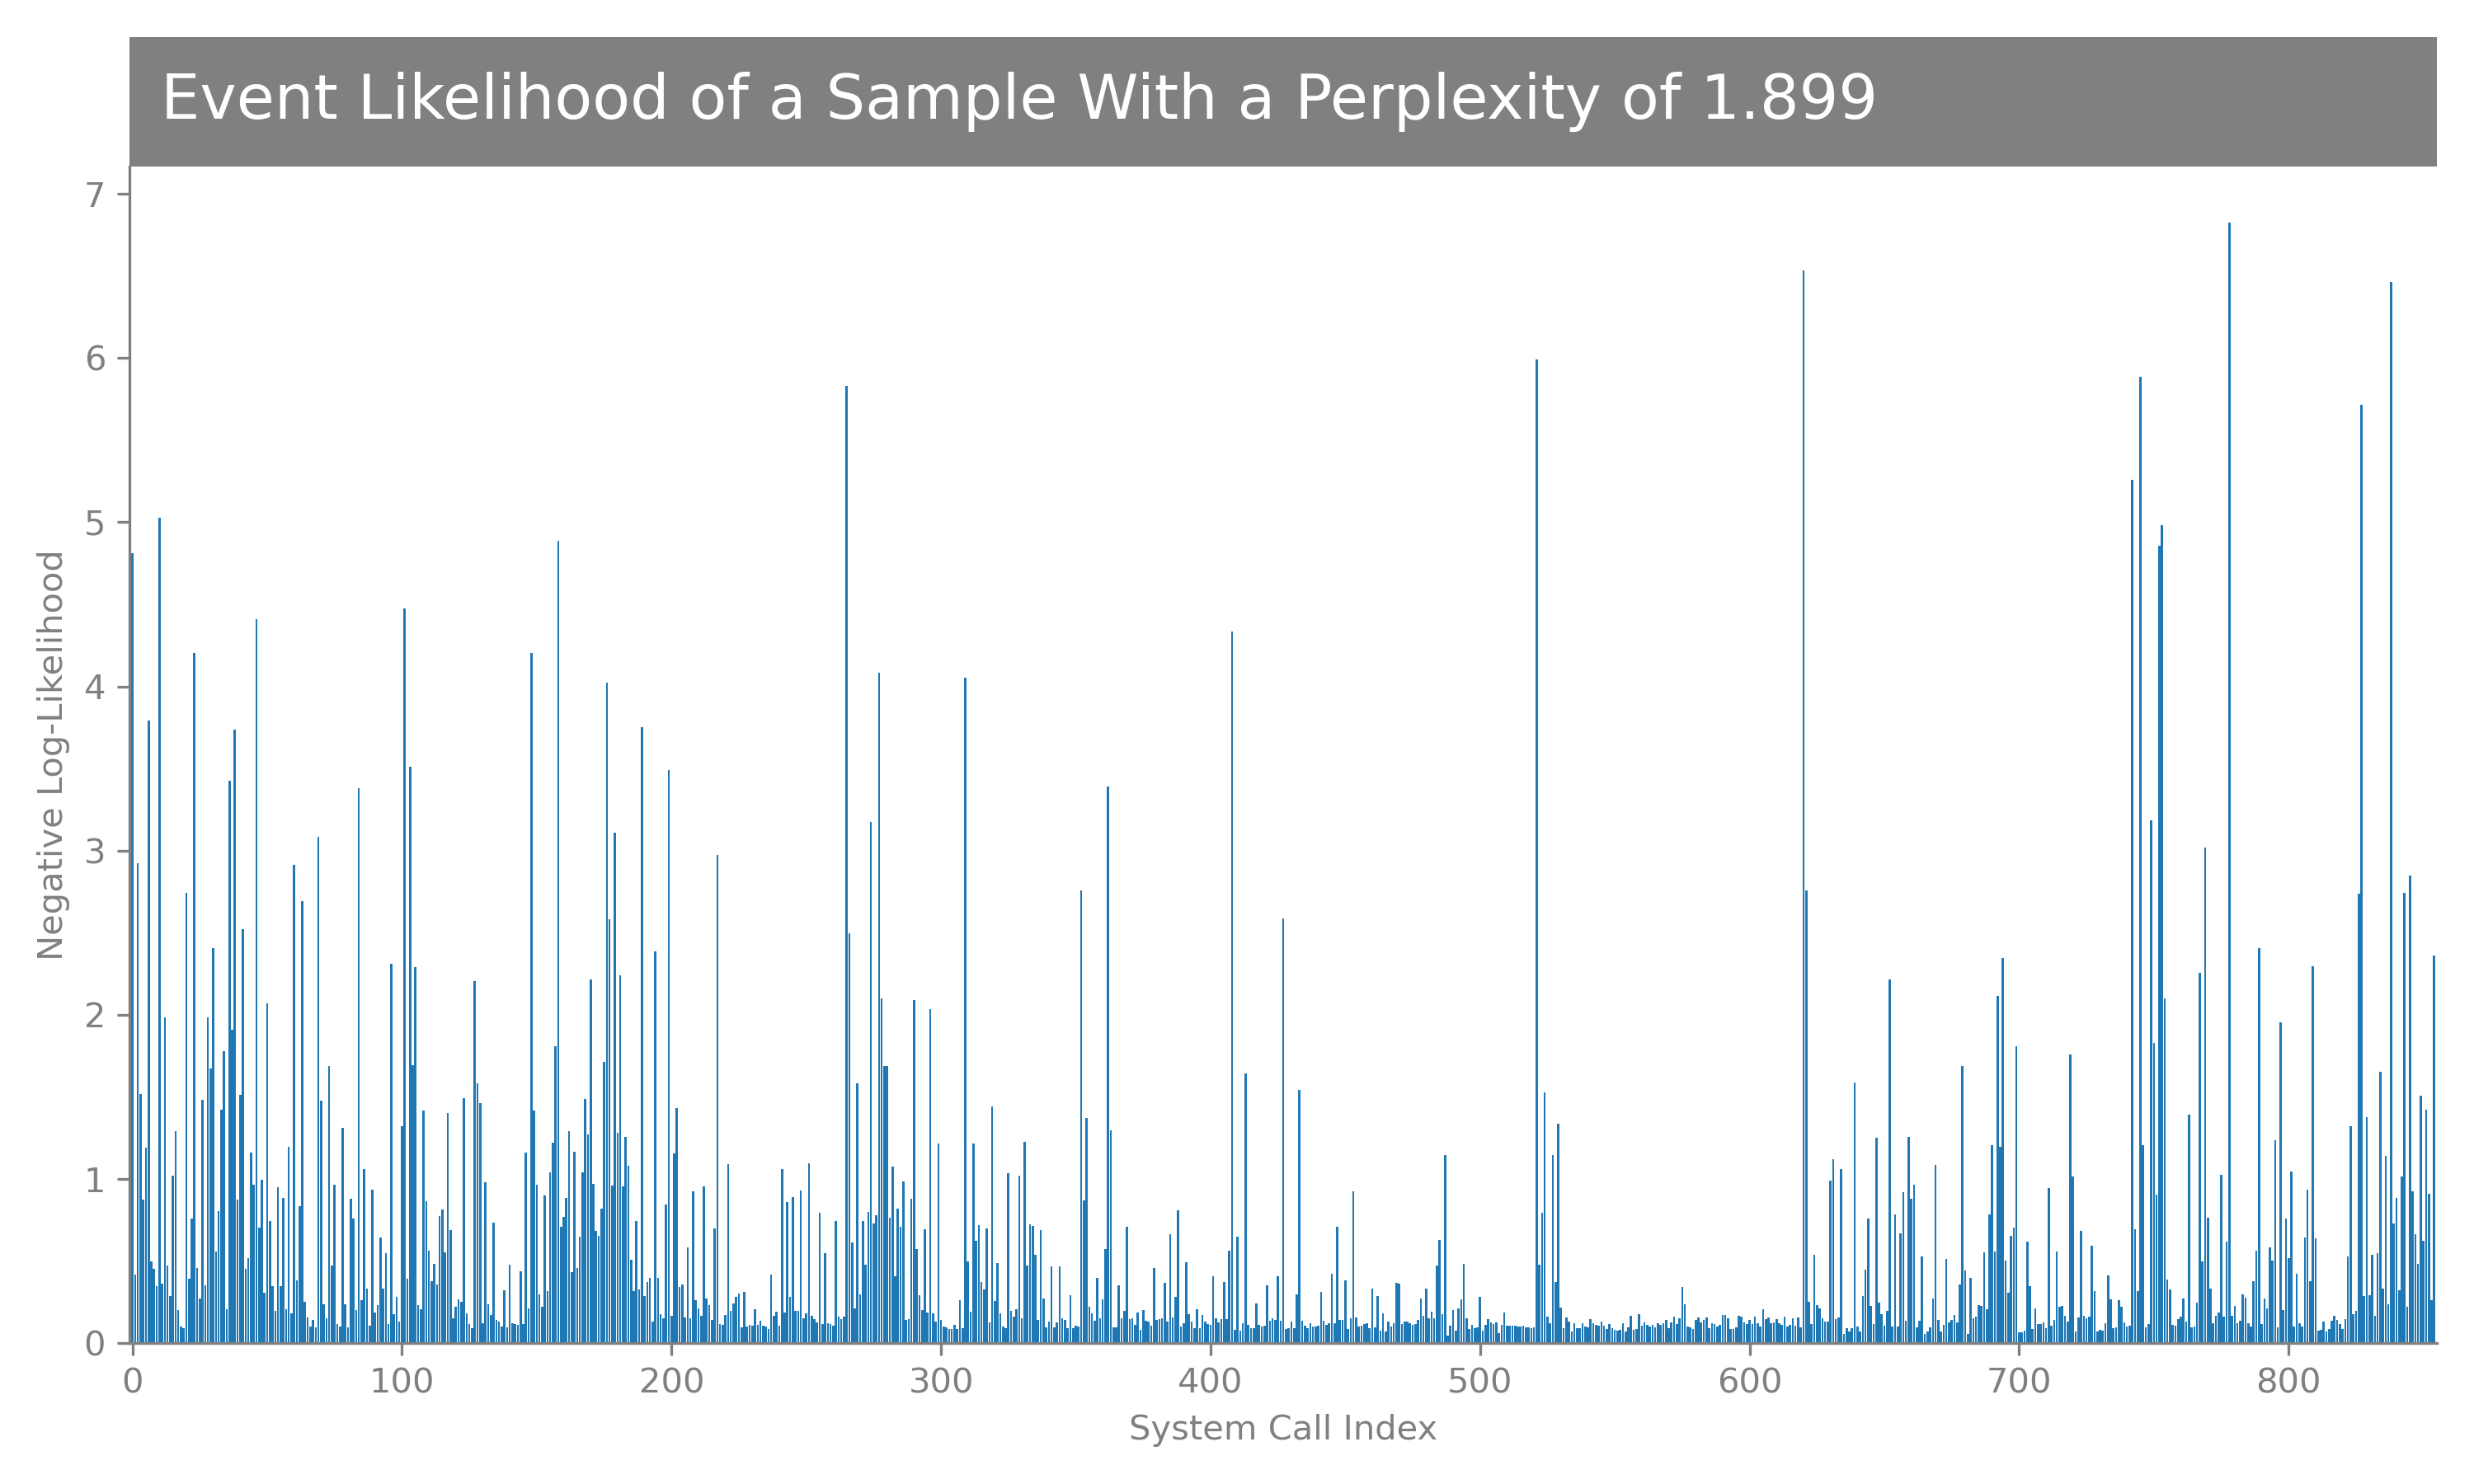 Event Likelihood of a Sample With a Perplexity of 1.899
7
6
5
4
3
2
1
0
Negative Log-Likelihood
0 100 200 300 400 500 600 700 800
System Call Index